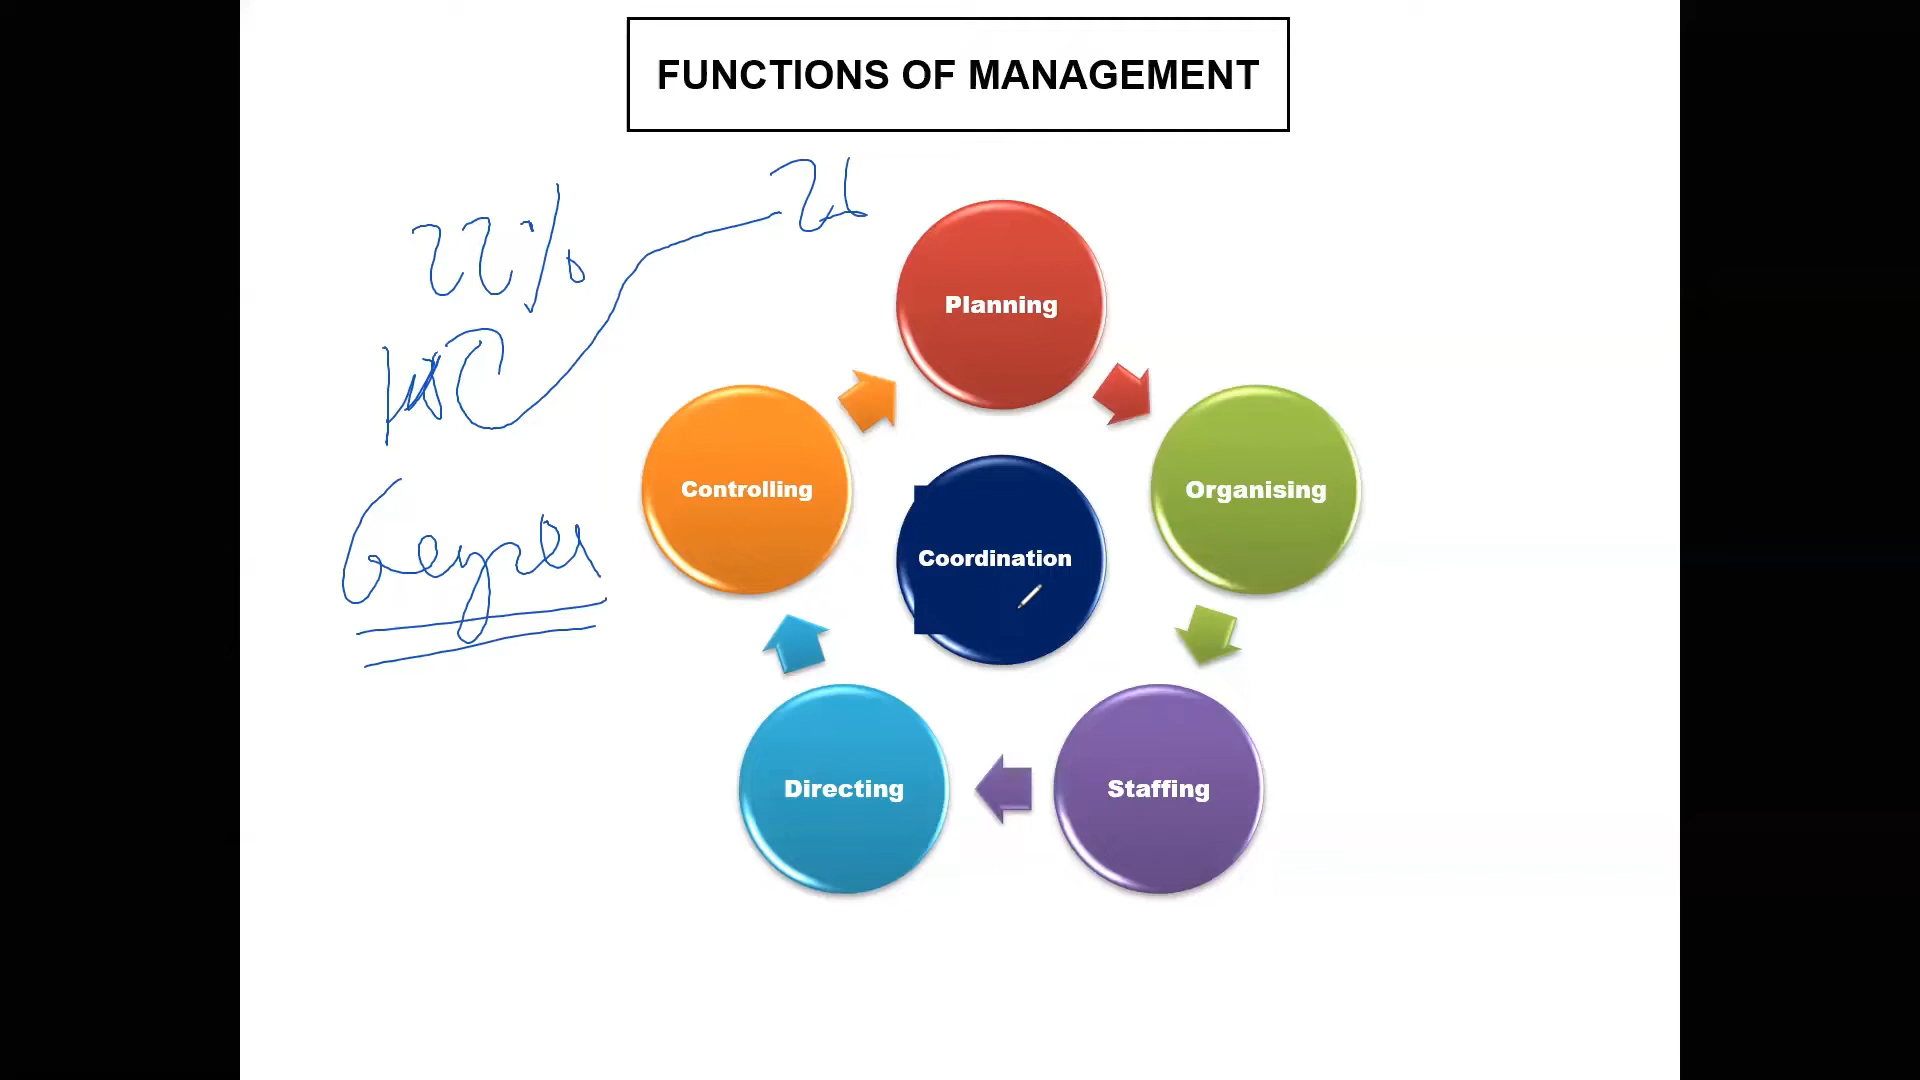 FUNCTIONS OF MANAGEMENT
22%
Planning
Controlling
Organising
Coordination
Directing
Staffing